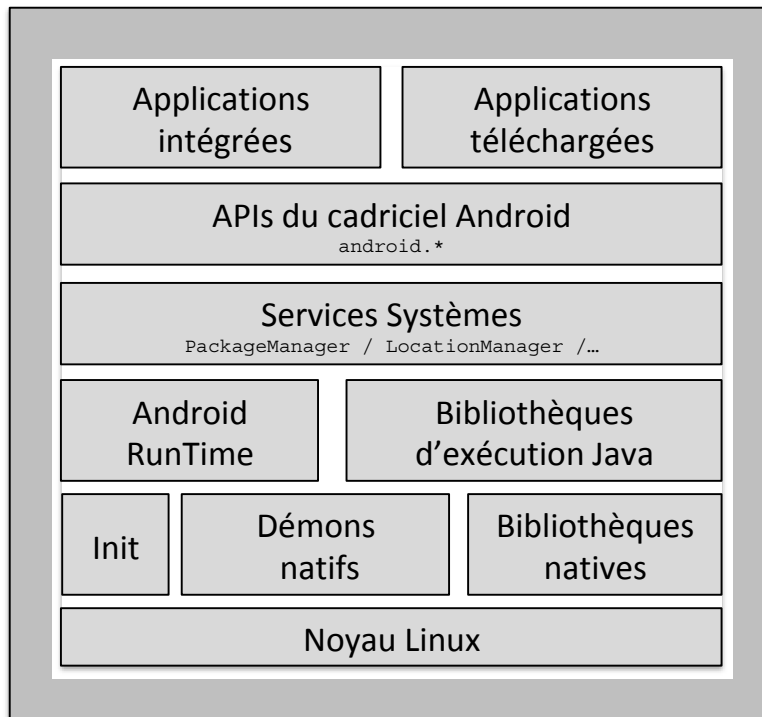 Applications
intégrées
Applications
téléchargées
APIs du cadriciel Android
android.*
Services Systèmes
PackageManager / LocationManager /…
Android
RunTime
Bibliothèques
d’exécution Java
Init
Démons
natifs
Bibliothèques
natives
Noyau Linux